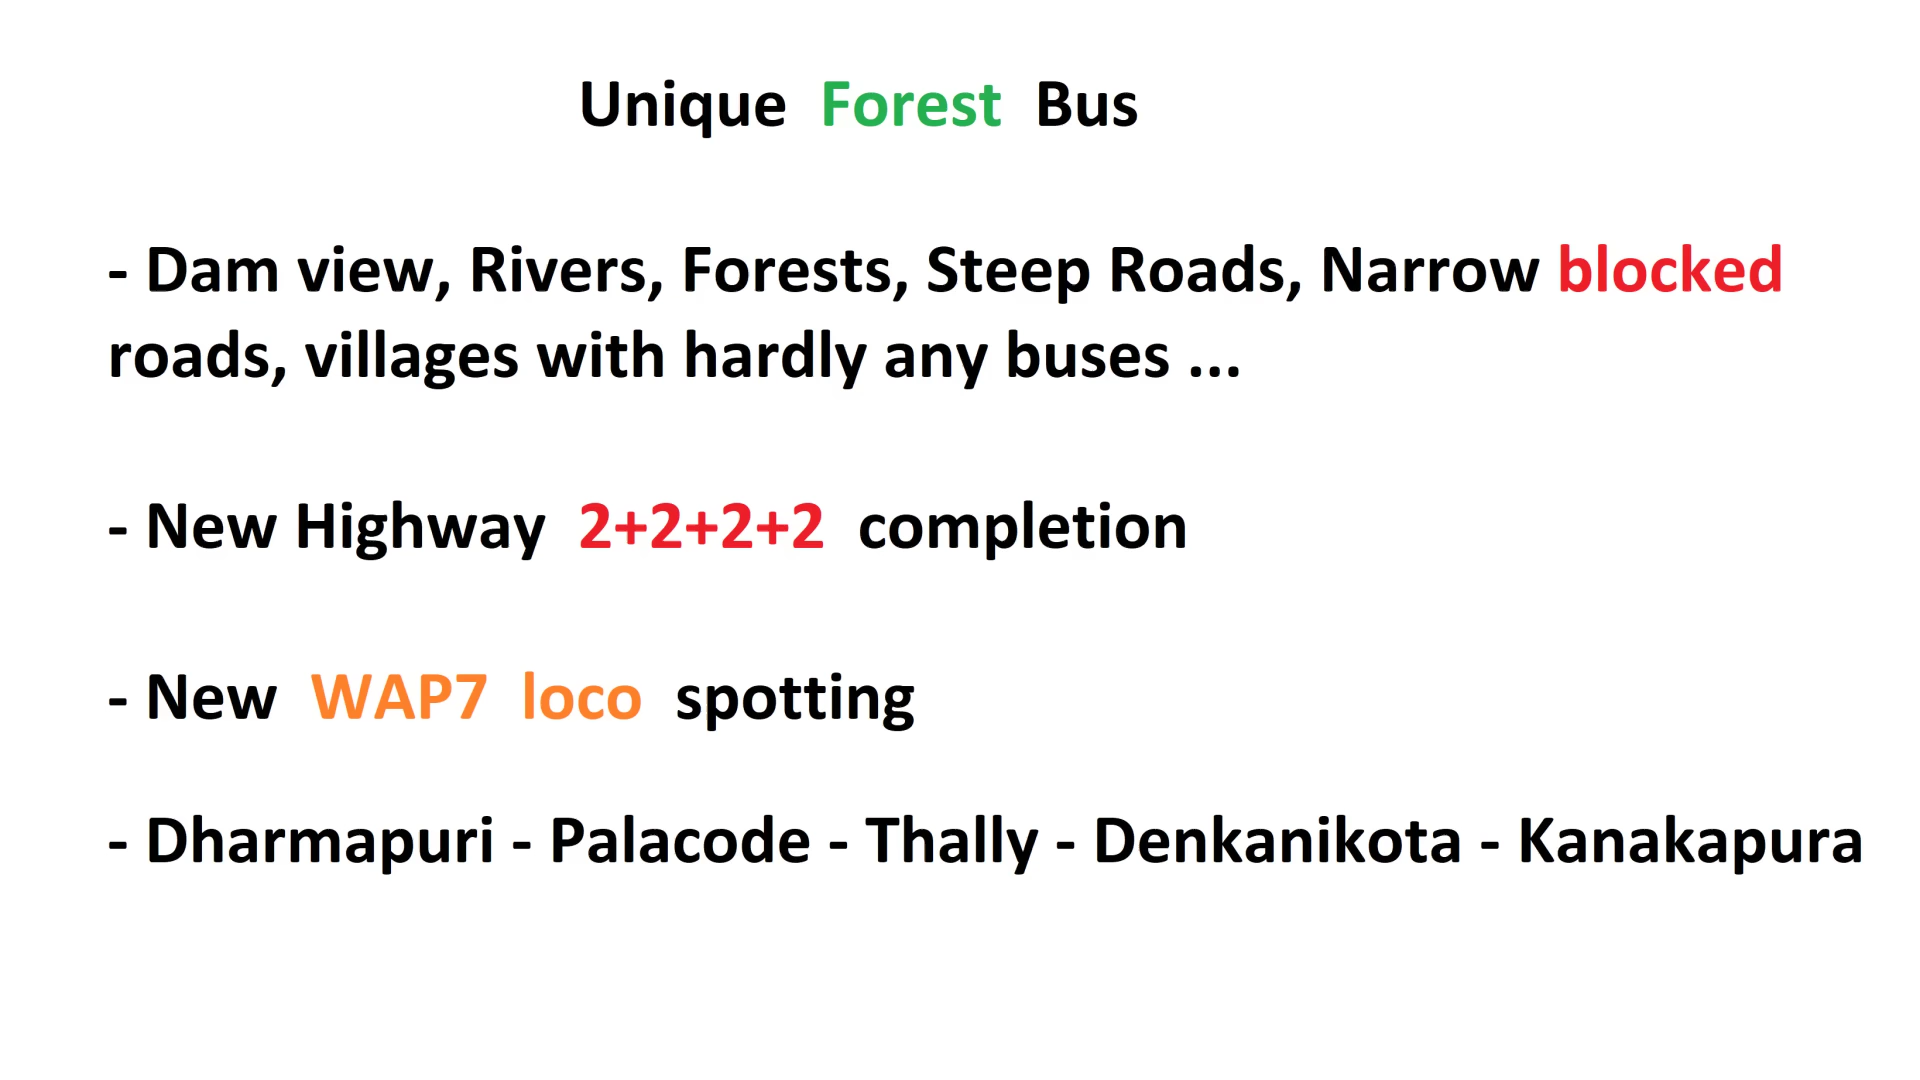 Unique Forest Bus
- Dam view, Rivers, Forests, Steep Roads, Narrow blocked
roads, villages with hardly any buses ...
- New Highway 2+2+2+2 completion
- New WAP7 loco spotting
- Dharmapuri - Palacode - Thally - Denkanikota - Kanakapura